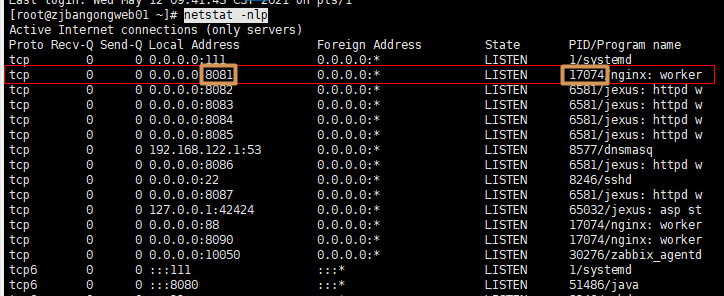 [root@zjbangongweb01 ~]# netstat -nlp
Active Internet connections (only servers)
Proto Recv-Q Send-Q Local Address Foreign Address State PID/Program name
tcp 0 0 0.0.0.0:111 0.0.0.0:* LISTEN 1/systemd
tcp 0 0 0.0.0.0:8081 0.0.0.0:* LISTEN 17074/nginx: worker
tcp 0 0 0.0.0.0:8082 0.0.0.0:* LISTEN 6581/jexus: httpd w
tcp 0 0 0.0.0.0:8083 0.0.0.0:* LISTEN 6581/jexus: httpd w
tcp 0 0 0.0.0.0:8084 0.0.0.0:* LISTEN 6581/jexus: httpd w
tcp 0 0 0.0.0.0:8085 0.0.0.0:* LISTEN 6581/jexus: httpd w
tcp 0 0 192.168.122.1:53 0.0.0.0:* LISTEN 8577/dnsmasq
tcp 0 0 0.0.0.0:8086 0.0.0.0:* LISTEN 6581/jexus: httpd w
tcp 0 0 0.0.0.0:22 0.0.0.0:* LISTEN 8246/sshd
tcp 0 0 0.0.0.0:8087 0.0.0.0:* LISTEN 6581/jexus: httpd w
tcp 0 0 127.0.0.1:42424 0.0.0.0:* LISTEN 65032/jexus: asp st
tcp 0 0 0.0.0.0:88 0.0.0.0:* LISTEN 17074/nginx: worker
tcp 0 0 0.0.0.0:8090 0.0.0.0:* LISTEN 17074/nginx: worker
tcp 0 0 0.0.0.0:10050 0.0.0.0:* LISTEN 30276/zabbix_agentd
tcp6 0 0 :::111 :::* LISTEN 1/systemd
tcp6 0 0 :::8080 :::* LISTEN 51486/java